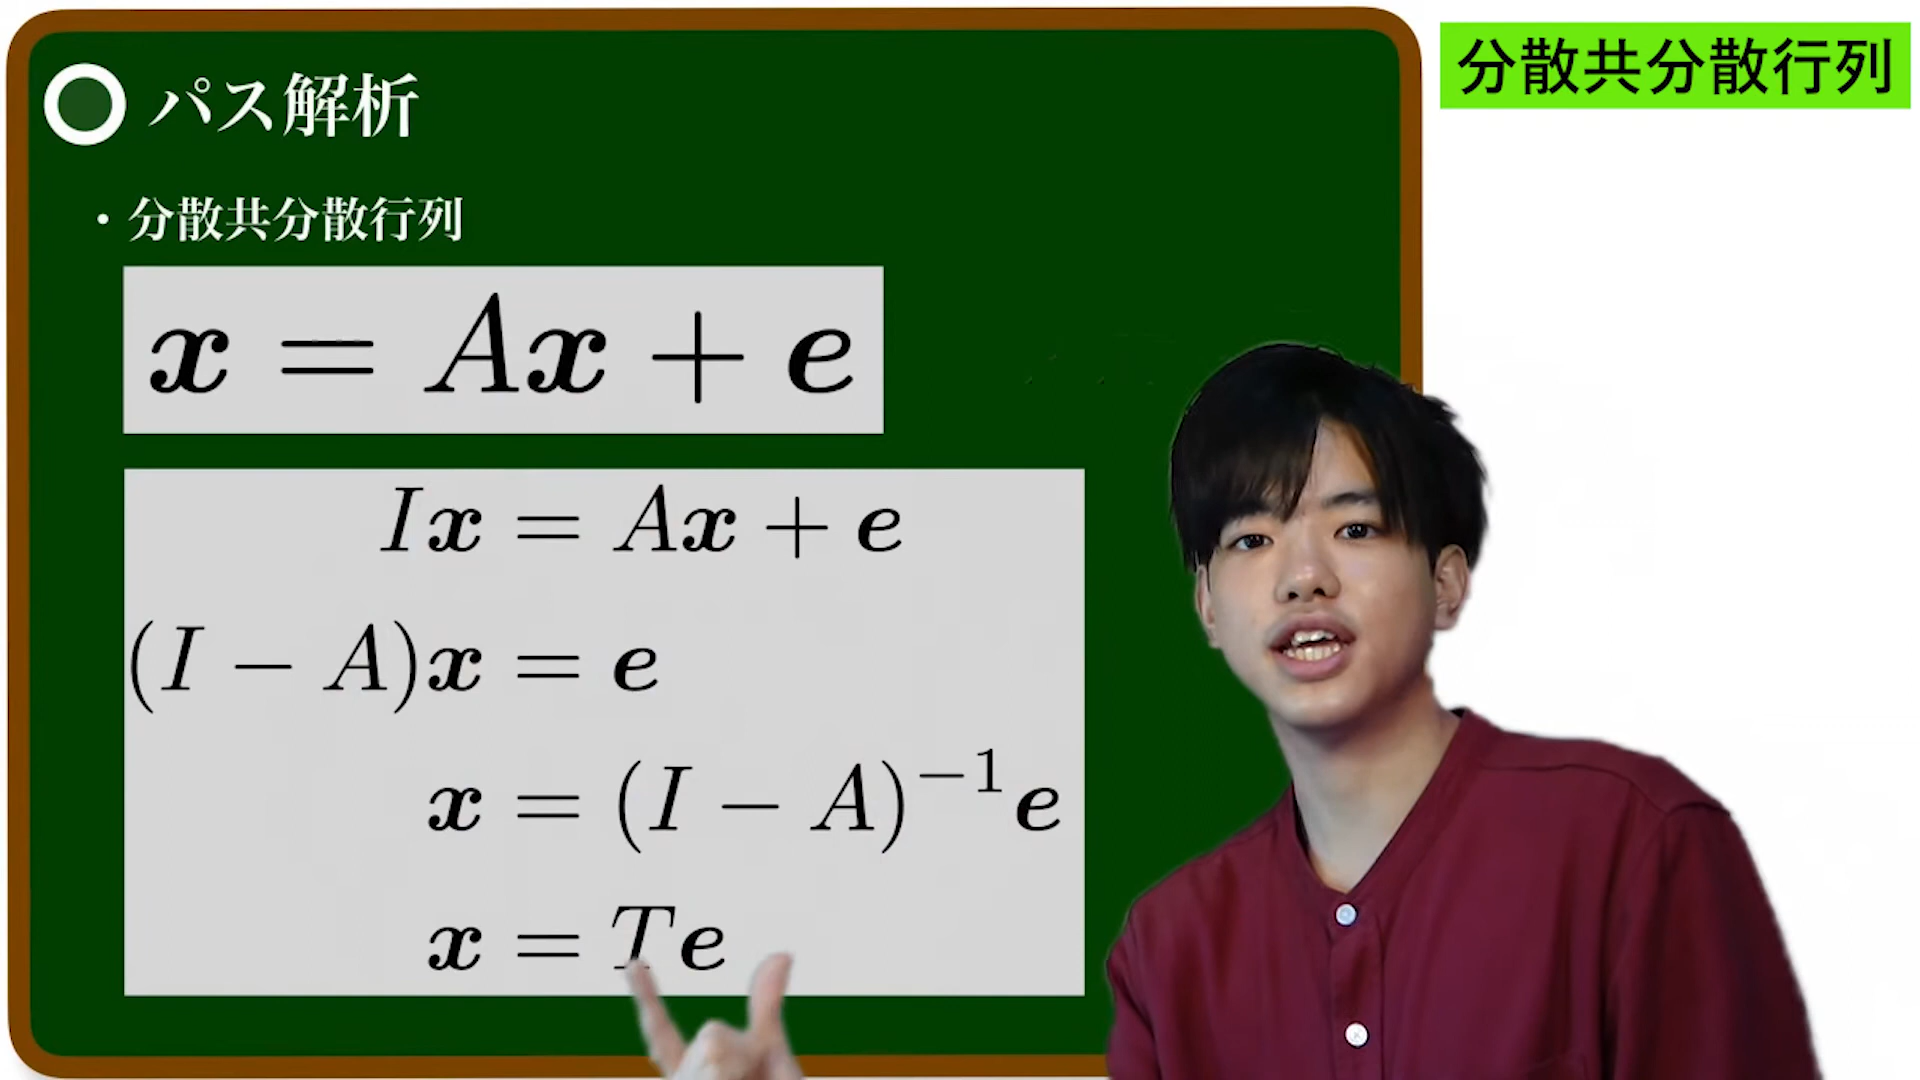 パス解析
分散共分散行列
・分散共分散行列
x = Ax + e
Ix = Ax + e
(I − A)x = e
x = (I − A)⁻¹e
x = Te